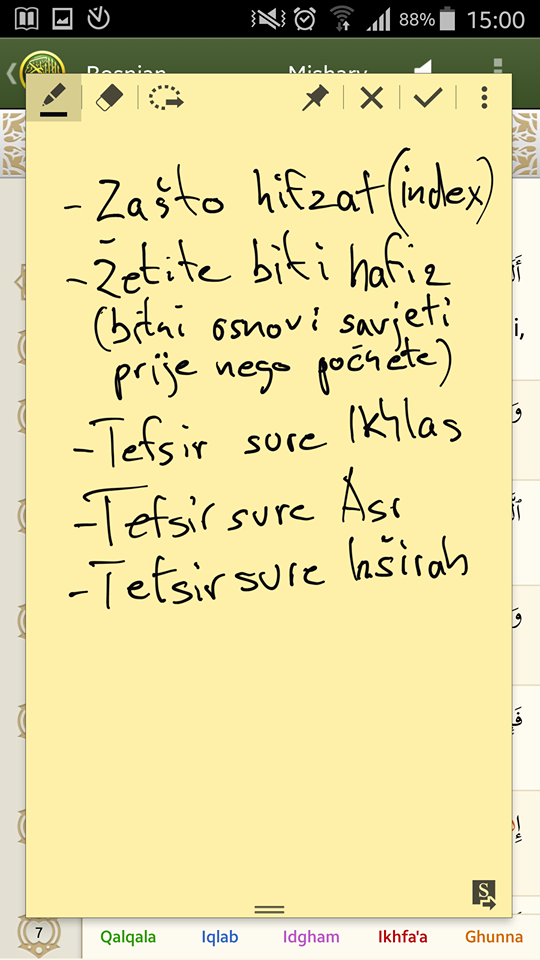 88% 15:00
Bosnian Mishary
- Zašto hifzat (index)
- Želite biti hafiz
(bitni osnovi savjeti
prije nego počnete)
- Tefsir sure Ikhlas
- Tefsir sure Asr
- Tefsir sure Inširah
S
7 Qalqala Iqlab Idgham Ikhfa'a Ghunna